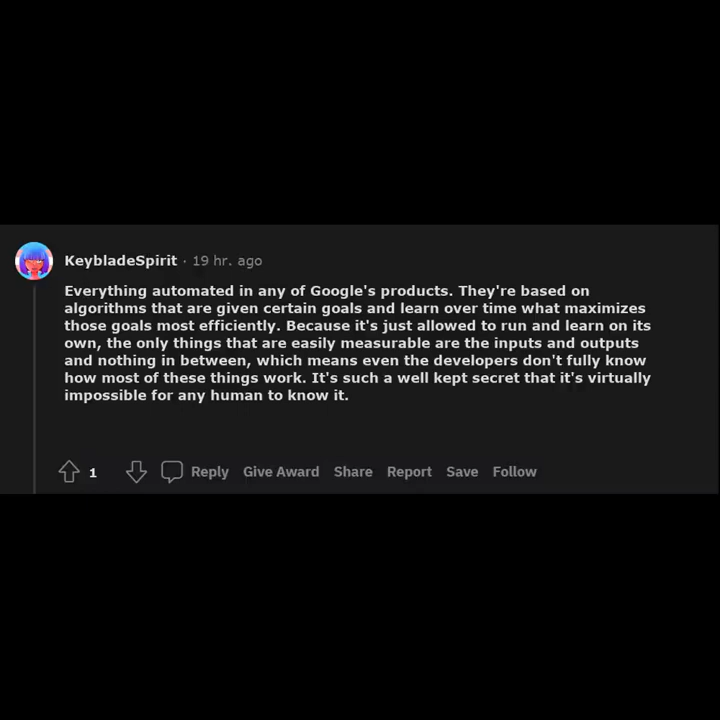 KeybladeSpirit · 19 hr. ago
Everything automated in any of Google's products. They're based on
algorithms that are given certain goals and learn over time what maximizes
those goals most efficiently. Because it's just allowed to run and learn on its
own, the only things that are easily measurable are the inputs and outputs
and nothing in between, which means even the developers don't fully know
how most of these things work. It's such a well kept secret that it's virtually
impossible for any human to know it.
1 Reply Give Award Share Report Save Follow